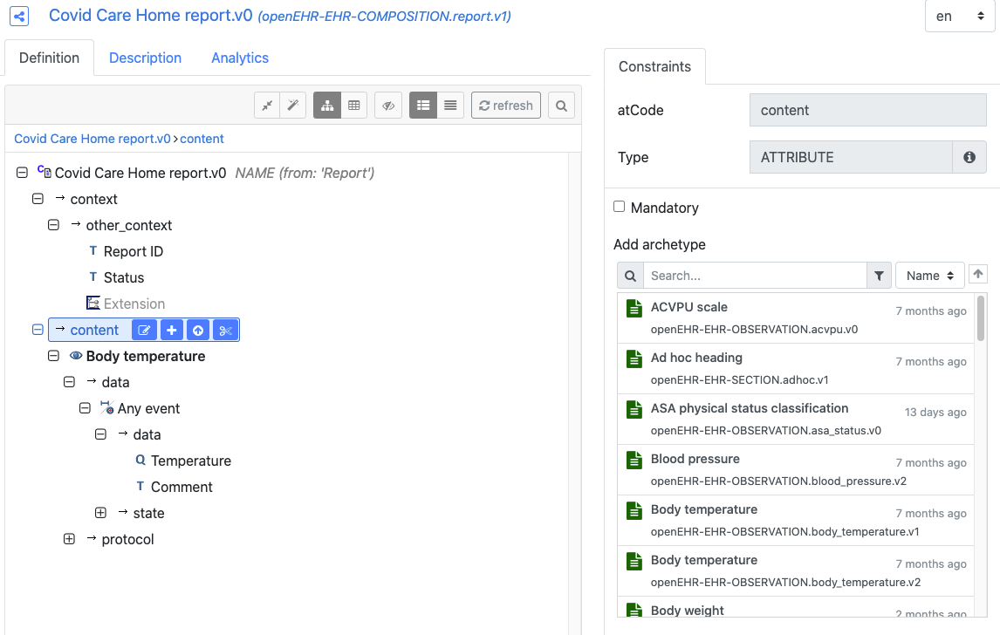 Covid Care Home report.v0 (openEHR-EHR-COMPOSITION.report.v1)
en
Definition
Description
Analytics
refresh
Covid Care Home report.v0 > content
Covid Care Home report.v0 NAME (from: 'Report')
→ context
→ other_context
T Report ID
T Status
Extension
→ content
Body temperature
→ data
Any event
→ data
Q Temperature
T Comment
→ state
→ protocol
Constraints
atCode
content
Type
ATTRIBUTE
Mandatory
Add archetype
Search...
Name
ACVPU scale
7 months ago
openEHR-EHR-OBSERVATION.acvpu.v0
Ad hoc heading
7 months ago
openEHR-EHR-SECTION.adhoc.v1
ASA physical status classification
13 days ago
openEHR-EHR-OBSERVATION.asa_status.v0
Blood pressure
7 months ago
openEHR-EHR-OBSERVATION.blood_pressure.v2
Body temperature
7 months ago
openEHR-EHR-OBSERVATION.body_temperature.v1
Body temperature
7 months ago
openEHR-EHR-OBSERVATION.body_temperature.v2
Body weight
2 months ago